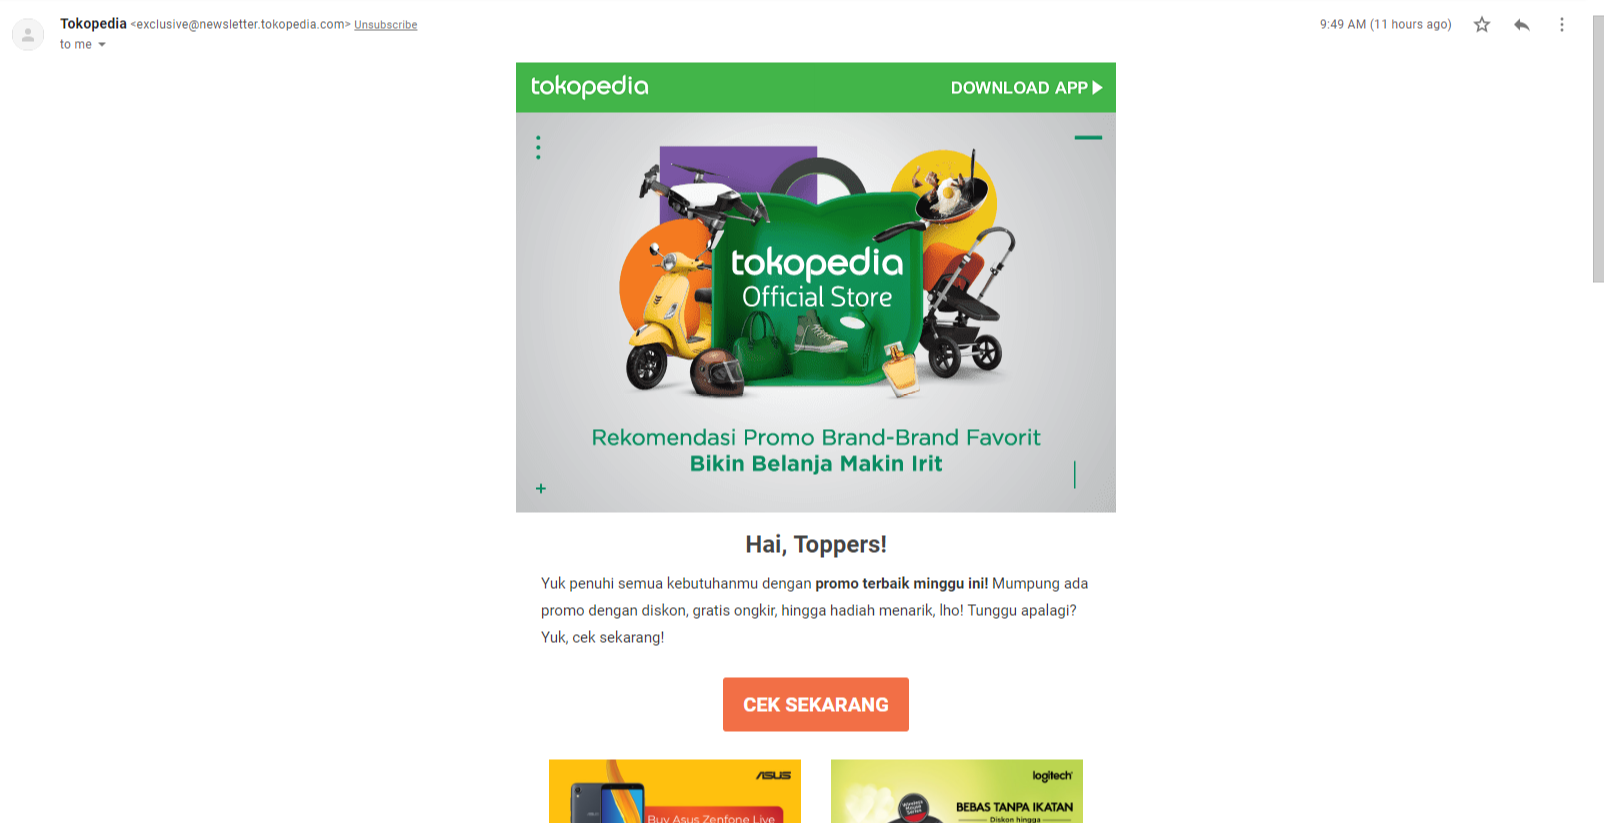 Tokopedia <exclusive@newsletter.tokopedia.com> Unsubscribe
9:49 AM (11 hours ago)
to me
tokopedia
DOWNLOAD APP
tokopedia
Official Store
Rekomendasi Promo Brand-Brand Favorit
Bikin Belanja Makin Irit
Hai, Toppers!
Yuk penuhi semua kebutuhanmu dengan promo terbaik minggu ini! Mumpung ada
promo dengan diskon, gratis ongkir, hingga hadiah menarik, lho! Tunggu apalagi?
Yuk, cek sekarang!
CEK SEKARANG
ASUS
Buy Asus Zenfone Live
logitech
Wireless
Mouse
Series
BEBAS TANPA IKATAN
Diskon hingga